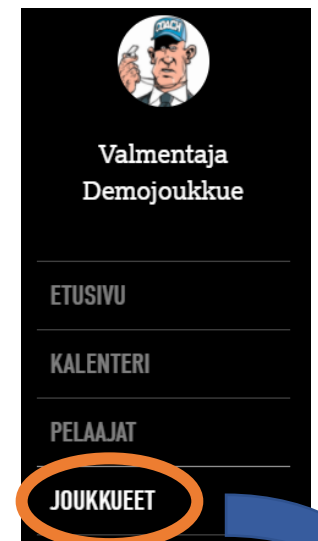 COACH
Valmentaja
Demojoukkue
ETUSIVU
KALENTERI
PELAAJAT
JOUKKUEET